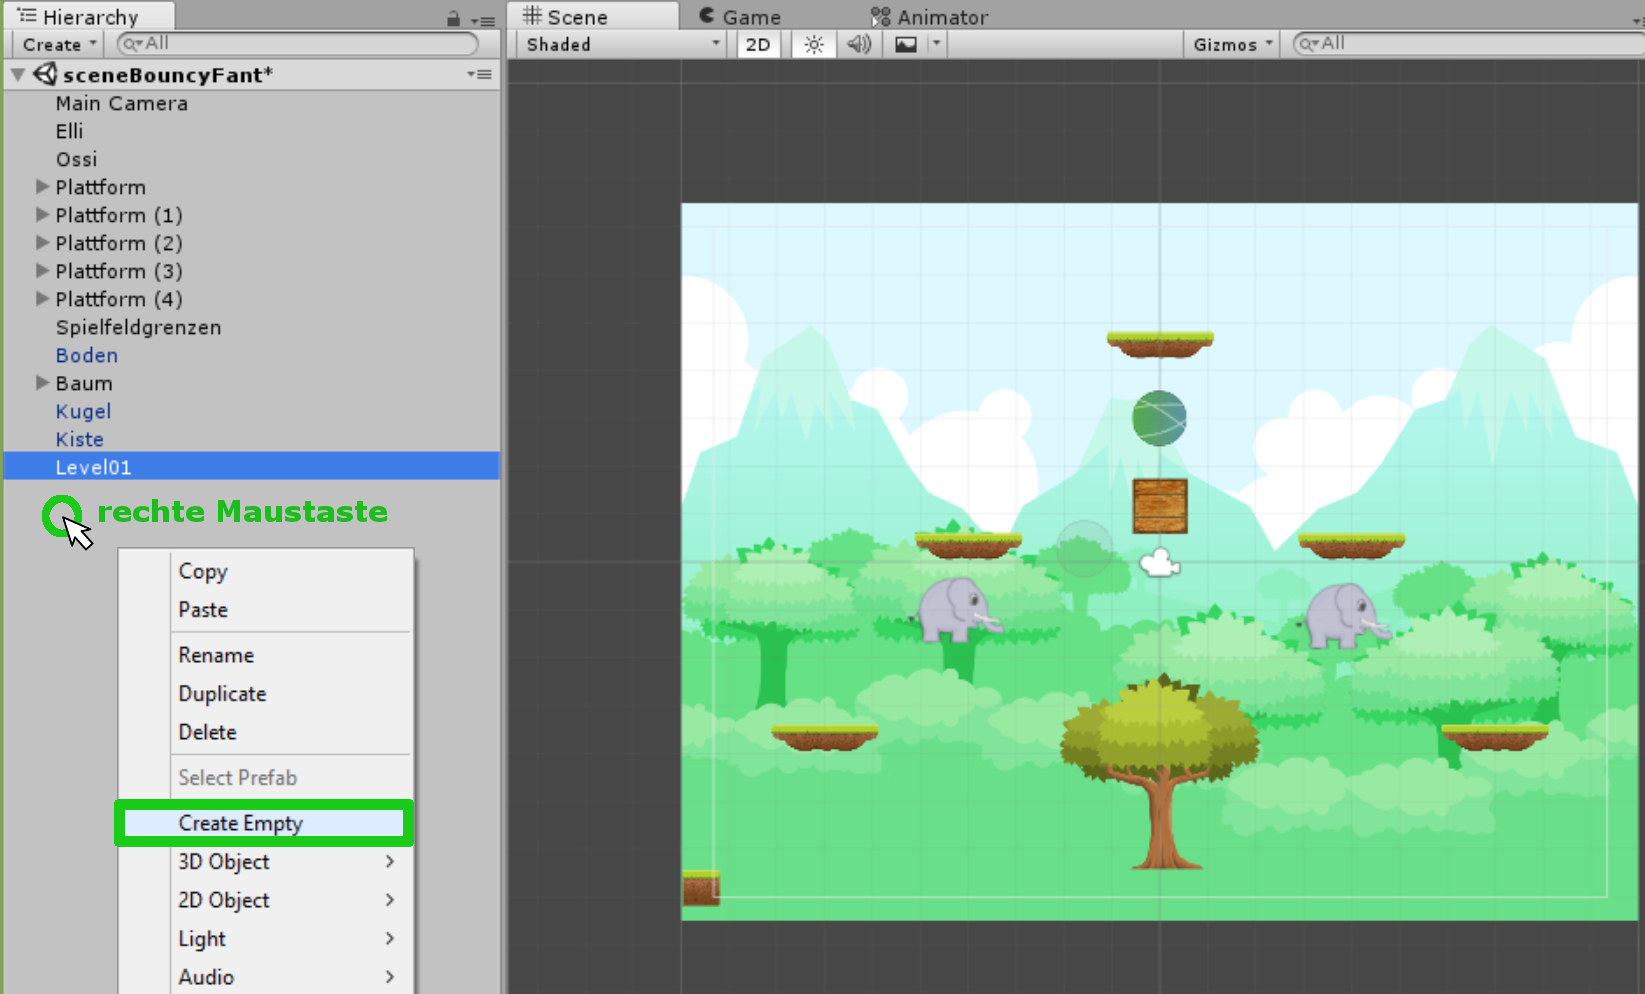 Hierarchy
Create
All
sceneBouncyFant*
Main Camera
Elli
Ossi
Plattform
Plattform (1)
Plattform (2)
Plattform (3)
Plattform (4)
Spielfeldgrenzen
Boden
Baum
Kugel
Kiste
Level01
rechte Maustaste
Copy
Paste
Rename
Duplicate
Delete
Select Prefab
Create Empty
3D Object
2D Object
Light
Audio
Scene
Game
Animator
Shaded
2D
Gizmos
All